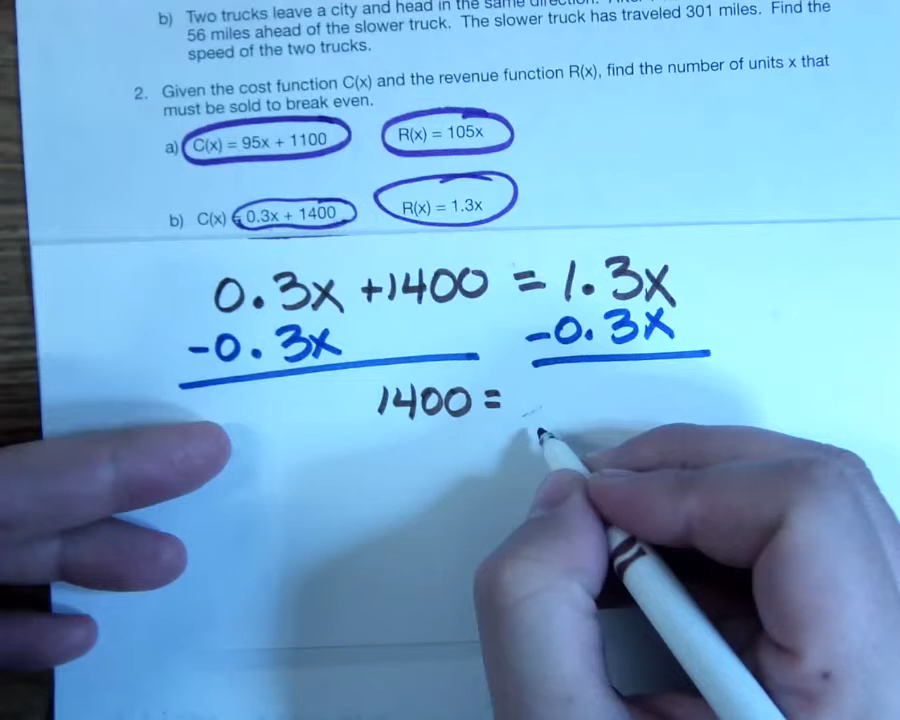 b) Two trucks leave a city and head in the same direction.
56 miles ahead of the slower truck. The slower truck has traveled 301 miles. Find the
speed of the two trucks.
2. Given the cost function C(x) and the revenue function R(x), find the number of units x that
must be sold to break even.
a) C(x) = 95x + 1100 R(x) = 105x
b) C(x) = 0.3x + 1400 R(x) = 1.3x
0.3x +1400 = 1.3x
-0.3x -0.3x
1400 =